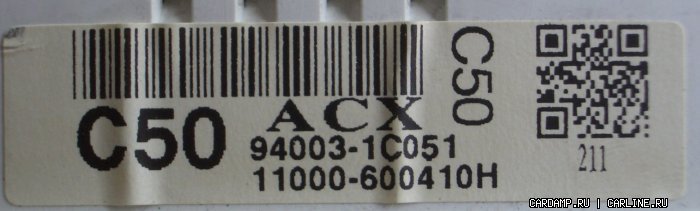 C50
ACX
C50
94003-1C051
11000-600410H
211
CARDAMP.RU | CARLINE.RU